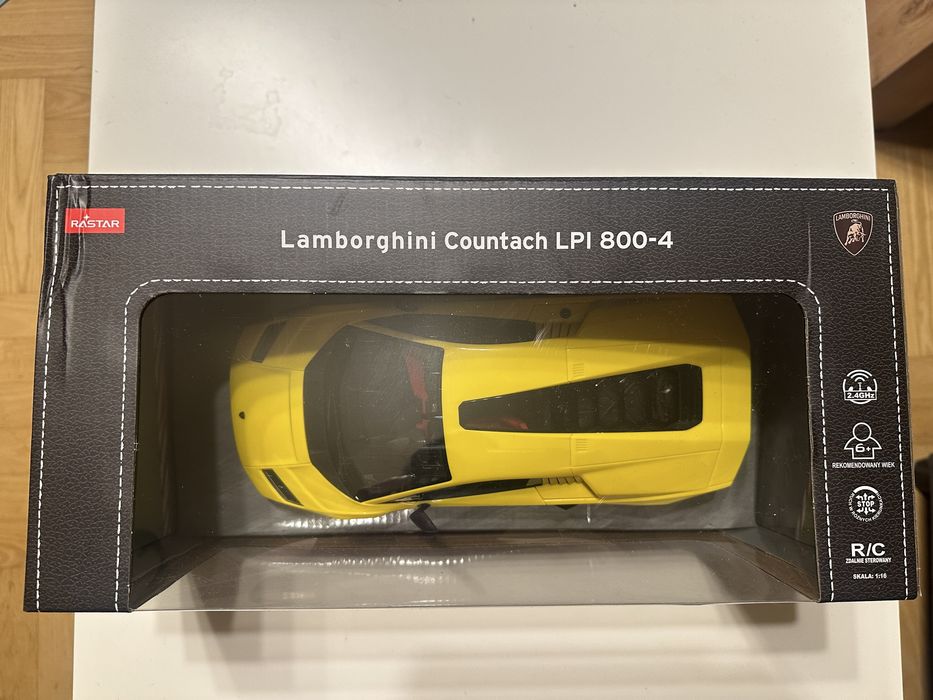 RASTAR
Lamborghini Countach LPI 800-4
LAMBORGHINI
2.4GHz
6+
REKOMENDOWANY WIEK
STOP
R/C
ZDALNIE STEROWANY
SKALA: 1:16